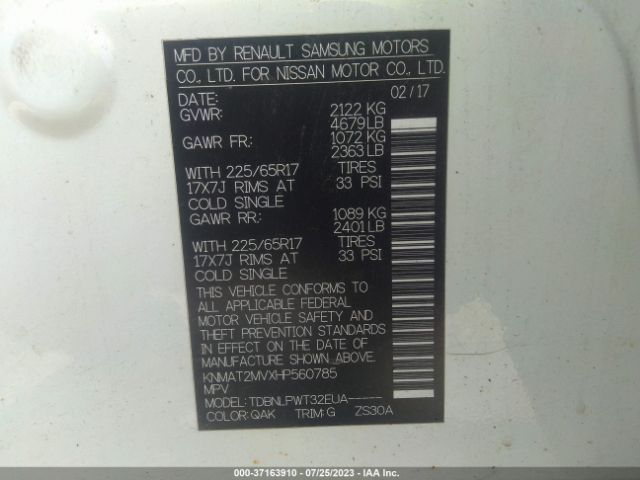 MFD BY RENAULT SAMSUNG MOTORS
CO., LTD. FOR NISSAN MOTOR CO., LTD.
DATE: 02/17
GVWR: 2122 KG
4679LB
GAWR FR.: 1072 KG
2363 LB
WITH 225/65R17 TIRES
17X7J RIMS AT 33 PSI
COLD SINGLE
GAWR RR.: 1089 KG
2401LB
WITH 225/65R17 TIRES
17X7J RIMS AT 33 PSI
COLD SINGLE
THIS VEHICLE CONFORMS TO
ALL APPLICABLE FEDERAL
MOTOR VEHICLE SAFETY AND
THEFT PREVENTION STANDARDS
IN EFFECT ON THE DATE OF
MANUFACTURE SHOWN ABOVE.
KNMAT2MVXHP560785
MPV
MODEL: TDBNLPWT32EUA-----
COLOR: QAK TRIM: G ZS30A
000-37163910 - 07/25/2023 - IAA Inc.